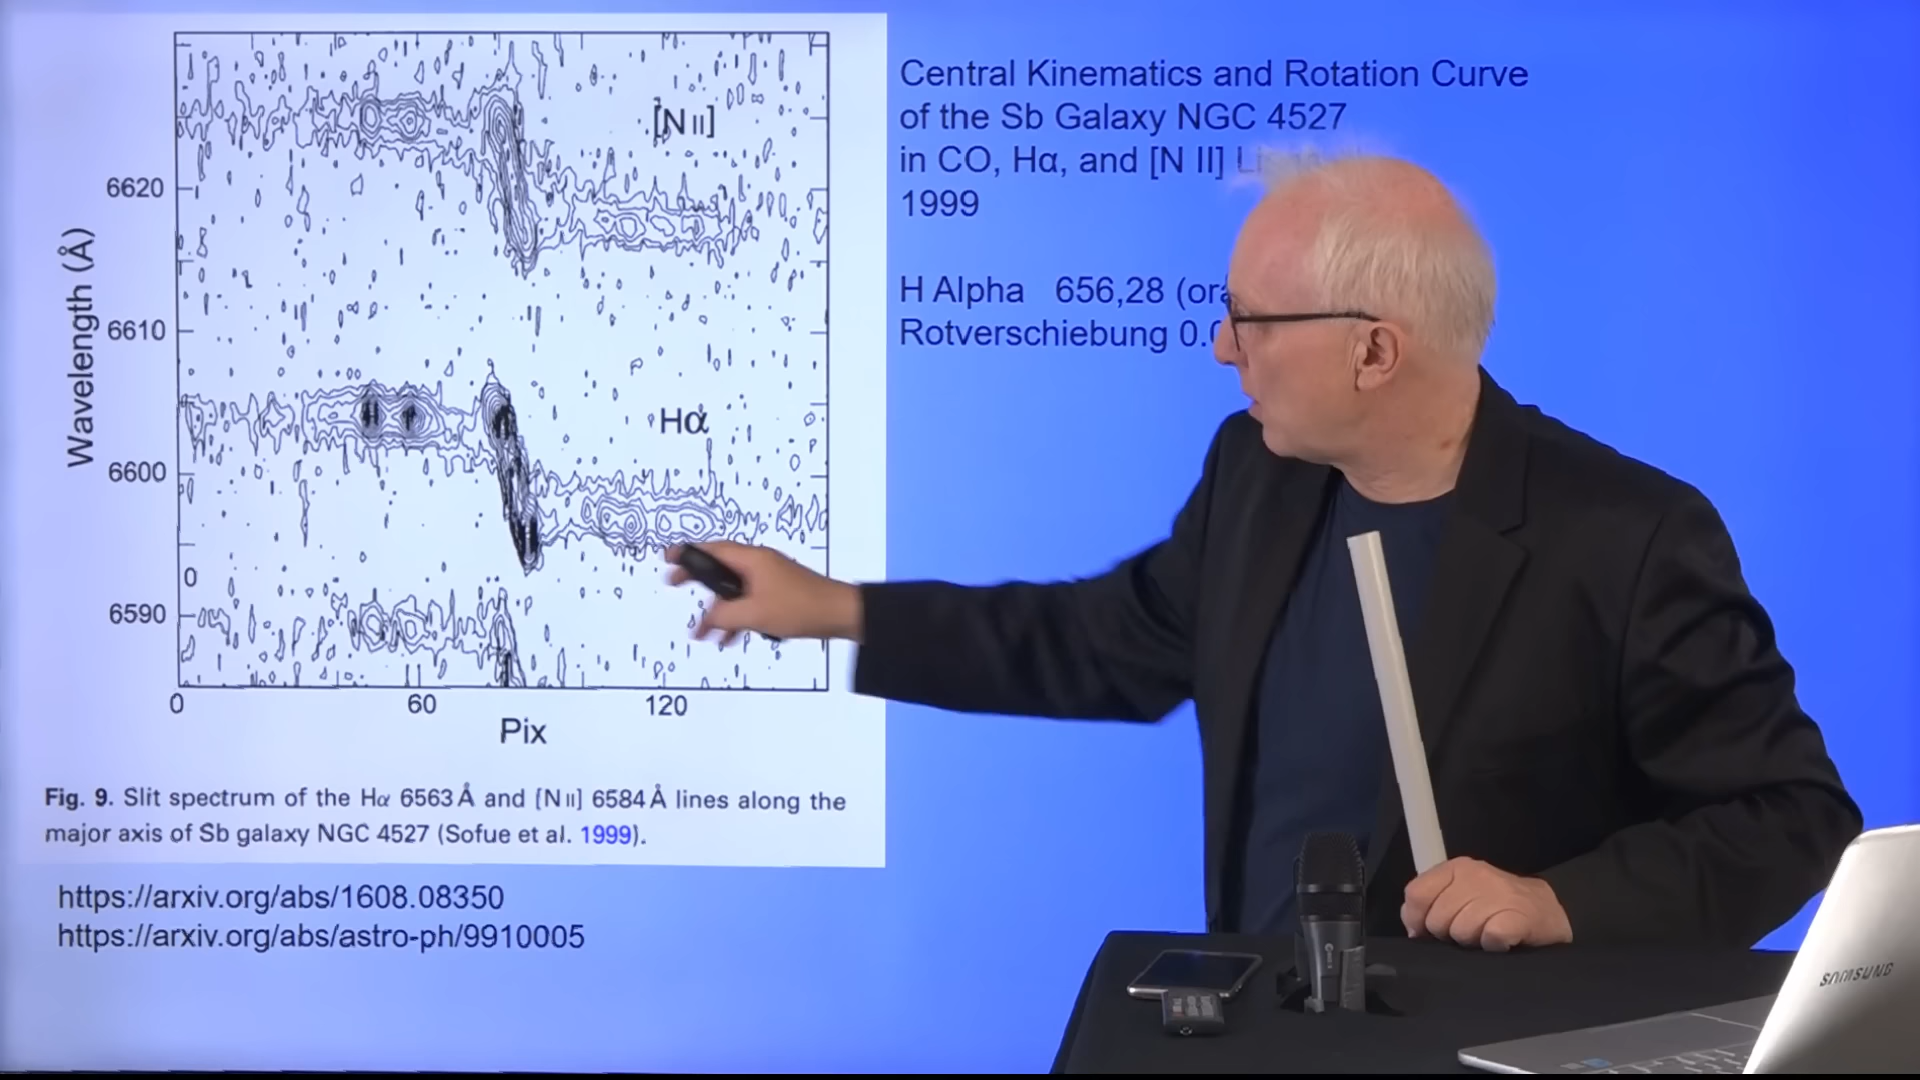 [N II]
6620
6610
Hα
6600
0
6590
Wavelength (Å)
0 60 120
Pix
Fig. 9. Slit spectrum of the Hα 6563 Å and [N II] 6584 Å lines along the
major axis of Sb galaxy NGC 4527 (Sofue et al. 1999).
https://arxiv.org/abs/1608.08350
https://arxiv.org/abs/astro-ph/9910005
Central Kinematics and Rotation Curve
of the Sb Galaxy NGC 4527
in CO, Hα, and [N II]
1999
H Alpha 656,28
Rotverschiebung
SAMSUNG